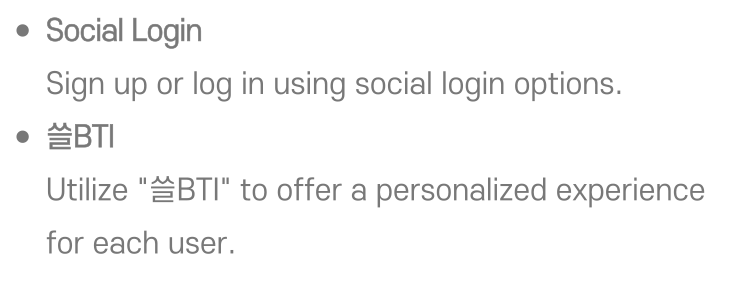 • Social Login
Sign up or log in using social login options.
• 쓸BTI
Utilize "쓸BTI" to offer a personalized experience
for each user.